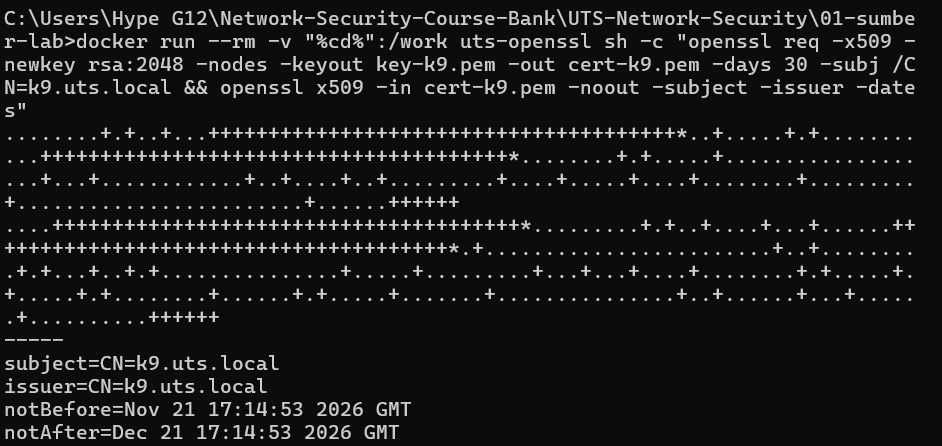 C:\Users\Hype G12\Network-Security-Course-Bank\UTS-Network-Security\01-sumbe
r-lab>docker run --rm -v "%cd%":/work uts-openssl sh -c "openssl req -x509 -
newkey rsa:2048 -nodes -keyout key-k9.pem -out cert-k9.pem -days 30 -subj /C
N=k9.uts.local && openssl x509 -in cert-k9.pem -noout -subject -issuer -date
s"
........+.+..+...+++++++++++++++++++++++++++++++++++++++*..+.....+.+........
...+++++++++++++++++++++++++++++++++++++++*........+.+.....+................
...+...+............+..+....+..+.........+....+.....+....+........+.........
+........................+......++++++
....+++++++++++++++++++++++++++++++++++++++*.........+.+..+....+...+......++
+++++++++++++++++++++++++++++++++++++*.+........................+..+........
.+.+...+..+.+...............+.....+.........+...+...+....+........+.+.....+.
+.....+.+........+......+.+.....+.......+...............+..+......+...+.....
.+..........++++++
-----
subject=CN=k9.uts.local
issuer=CN=k9.uts.local
notBefore=Nov 21 17:14:53 2026 GMT
notAfter=Dec 21 17:14:53 2026 GMT